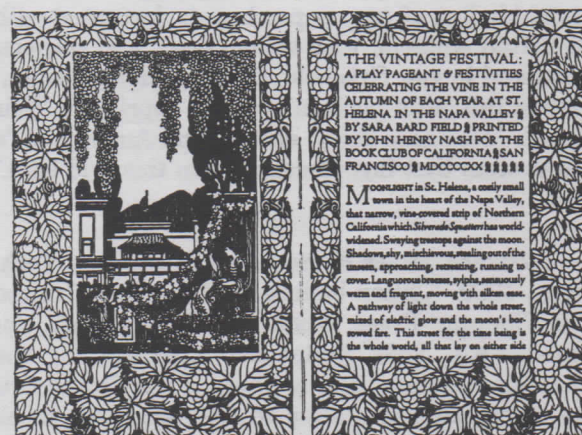 THE VINTAGE FESTIVAL:
A PLAY PAGEANT & FESTIVITIES
CELEBRATING THE VINE IN THE
AUTUMN OF EACH YEAR AT ST.
HELENA IN THE NAPA VALLEY
BY SARA BARD FIELD PRINTED
BY JOHN HENRY NASH FOR THE
BOOK CLUB OF CALIFORNIA SAN
FRANCISCO MDCCCCXX
MOONLIGHT in St. Helena, a cosily small
town in the heart of the Napa Valley,
that narrow, vine-covered strip of Northern
California which Silverado Squatters has world-
widened. Swaying treetops against the moon.
Shadows, shy, mischievous, stealing out of the
unseen, approaching, retreating, running to
cover. Languorous breezes, sylphs, sensuously
warm and fragrant, moving with silken ease.
A pathway of light down the whole street,
mixed of electric glow and the moon's bor-
rowed fire. This street for the time being is
the whole world, all that lay on either side